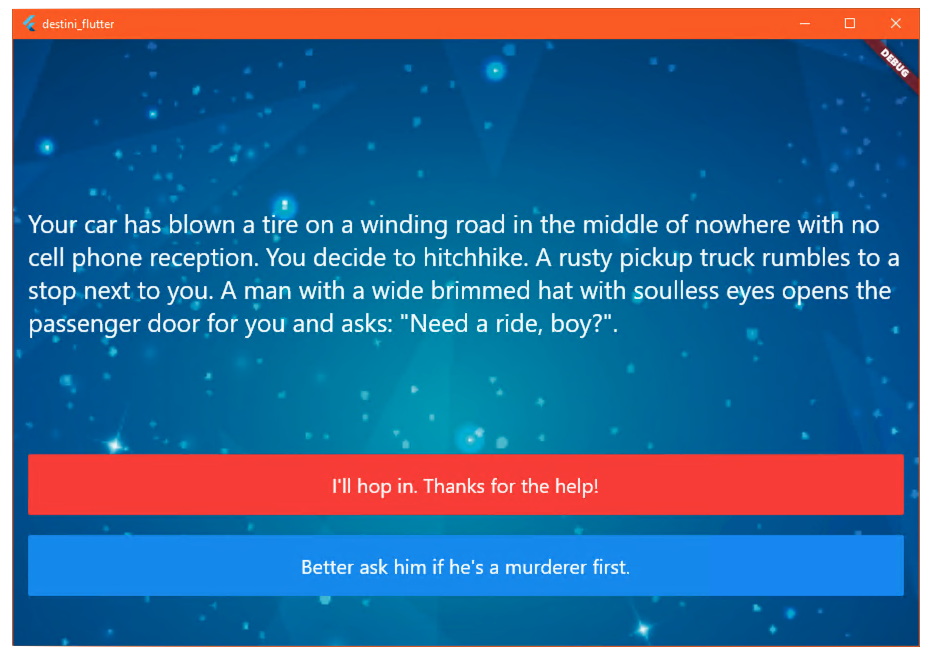 destini_flutter
DEBUG
Your car has blown a tire on a winding road in the middle of nowhere with no
cell phone reception. You decide to hitchhike. A rusty pickup truck rumbles to a
stop next to you. A man with a wide brimmed hat with soulless eyes opens the
passenger door for you and asks: "Need a ride, boy?".
I'll hop in. Thanks for the help!
Better ask him if he's a murderer first.